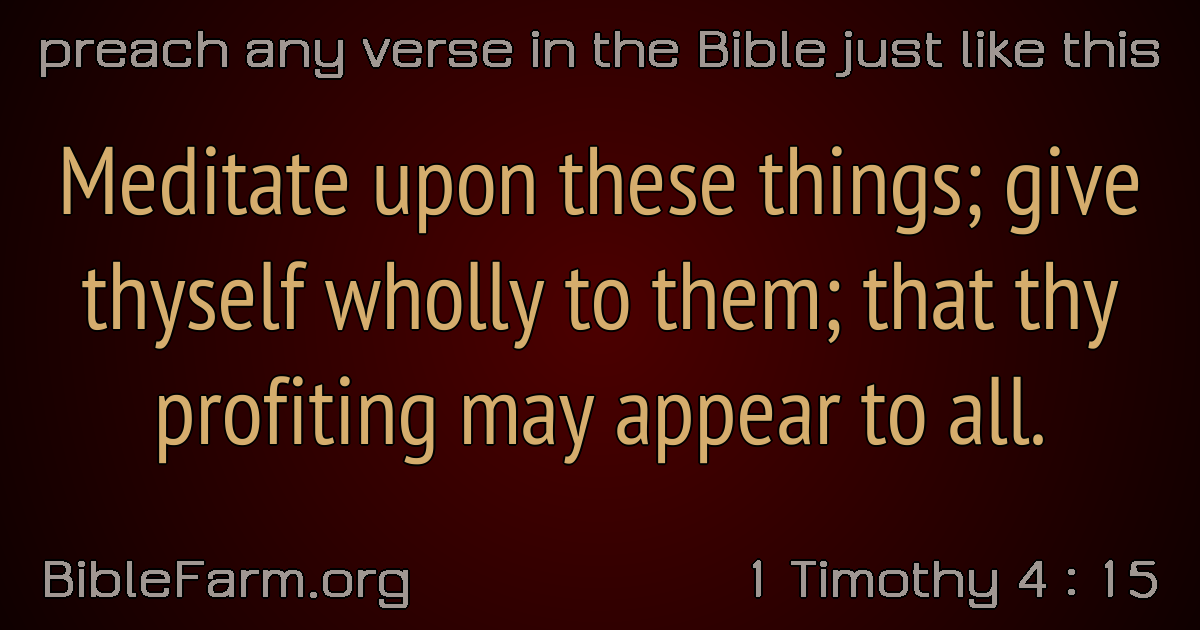 preach any verse in the Bible just like this
Meditate upon these things; give
thyself wholly to them; that thy
profiting may appear to all.
BibleFarm.org
1 Timothy 4 : 15